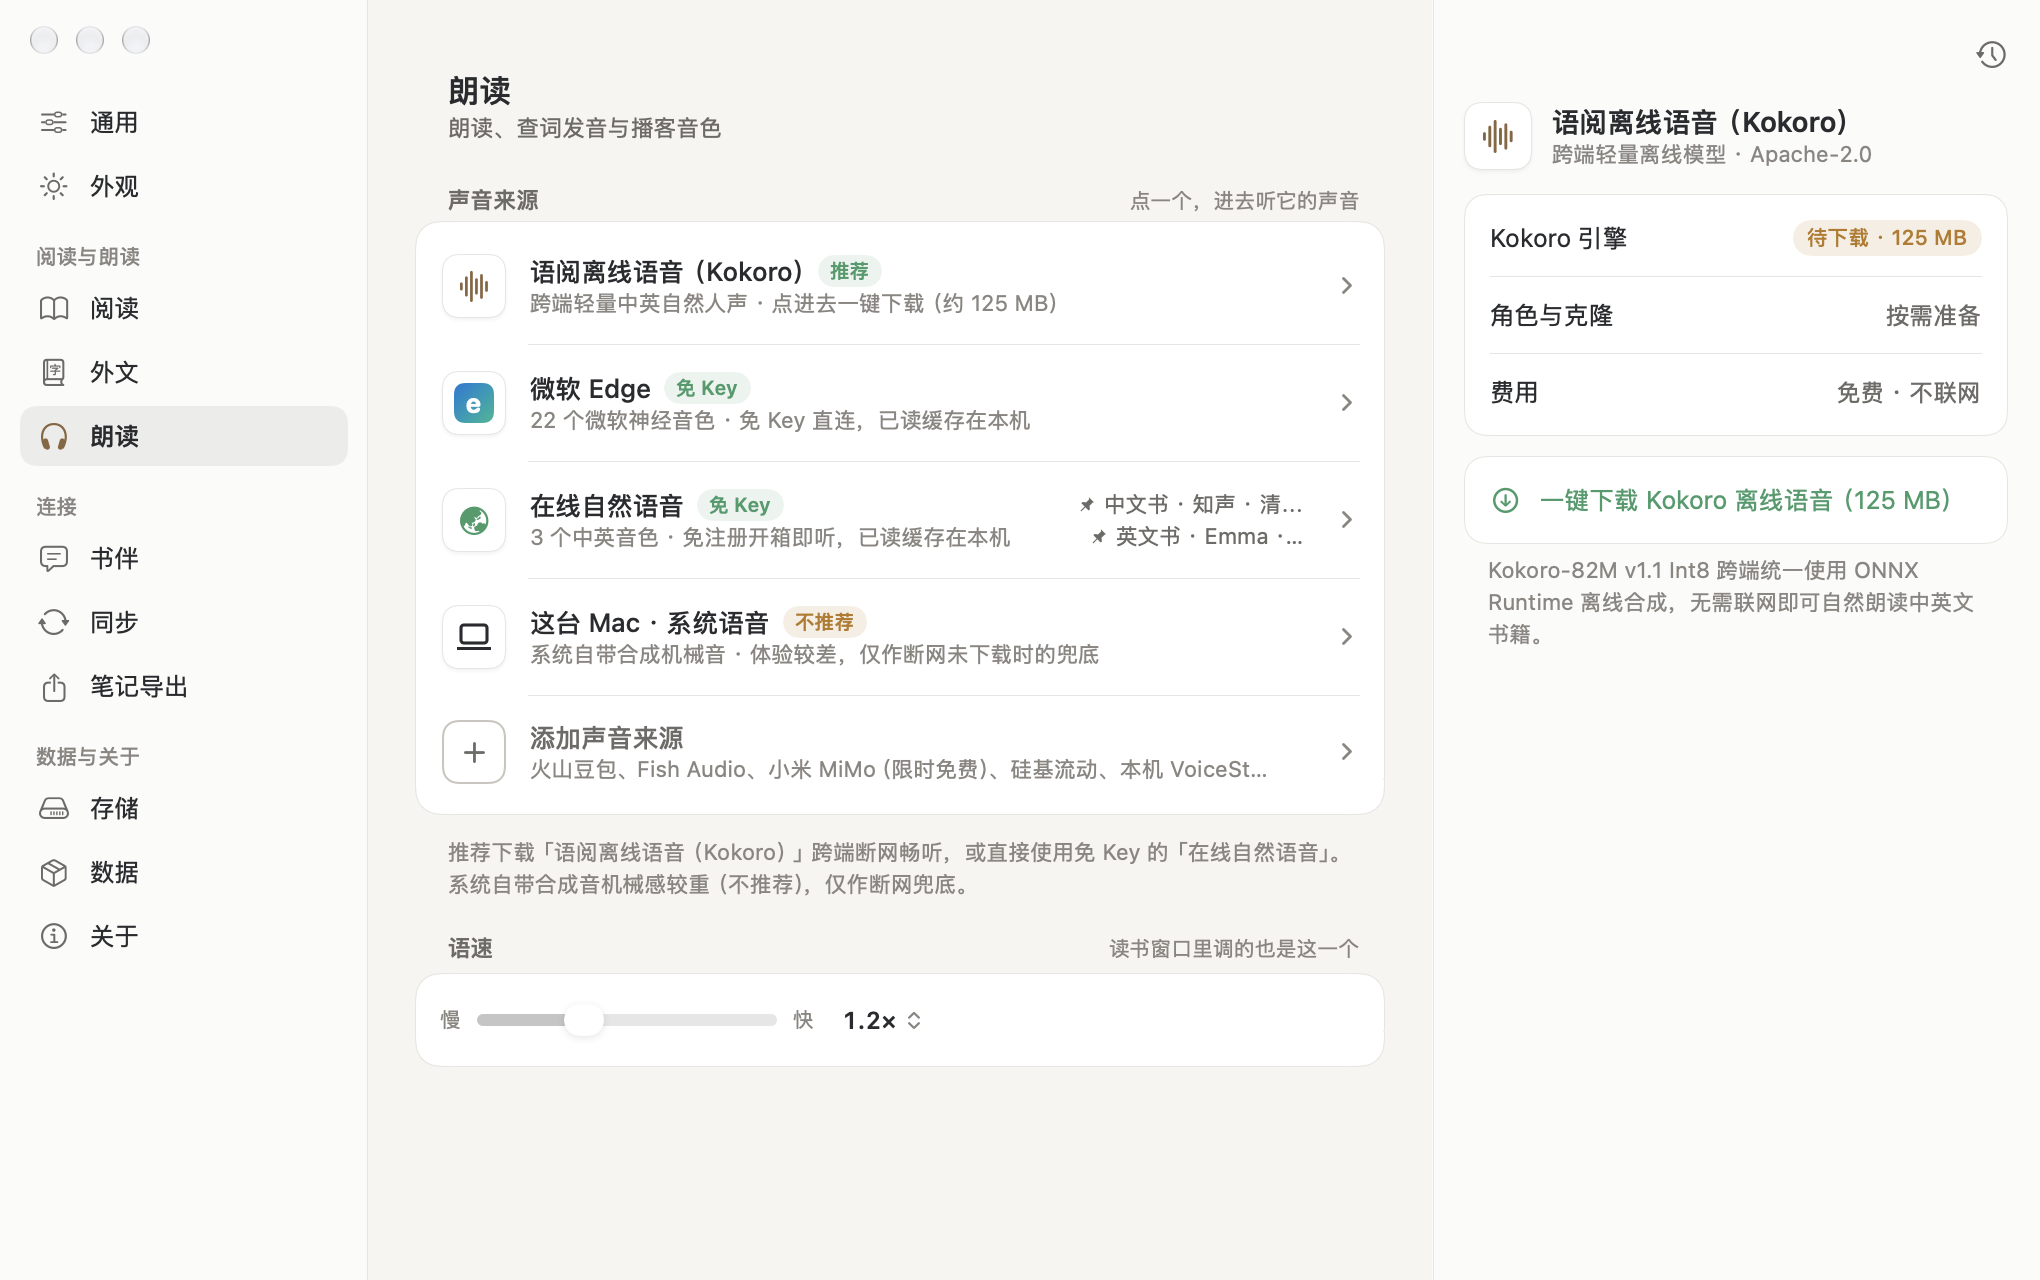 通用
外观
阅读与朗读
阅读
外文
朗读
连接
书伴
同步
笔记导出
数据与关于
存储
数据
关于
朗读
朗读、查词发音与播客音色
声音来源
点一个，进去听它的声音
语阅离线语音（Kokoro） 推荐
跨端轻量中英自然人声 · 点进去一键下载（约 125 MB）
微软 Edge 免 Key
22 个微软神经音色 · 免 Key 直连，已读缓存在本机
在线自然语音 免 Key
3 个中英音色 · 免注册开箱即听，已读缓存在本机
中文书 · 知声 · 清…
英文书 · Emma ·…
这台 Mac · 系统语音 不推荐
系统自带合成机械音 · 体验较差，仅作断网未下载时的兜底
添加声音来源
火山豆包、Fish Audio、小米 MiMo（限时免费）、硅基流动、本机 VoiceSt…
推荐下载「语阅离线语音（Kokoro）」跨端断网畅听，或直接使用免 Key 的「在线自然语音」。
系统自带合成音机械感较重（不推荐），仅作断网兜底。
语速
读书窗口里调的也是这一个
慢
快
1.2×
语阅离线语音（Kokoro）
跨端轻量离线模型 · Apache-2.0
Kokoro 引擎
待下载 · 125 MB
角色与克隆
按需准备
费用
免费 · 不联网
一键下载 Kokoro 离线语音（125 MB）
Kokoro-82M v1.1 Int8 跨端统一使用 ONNX
Runtime 离线合成，无需联网即可自然朗读中英文
书籍。